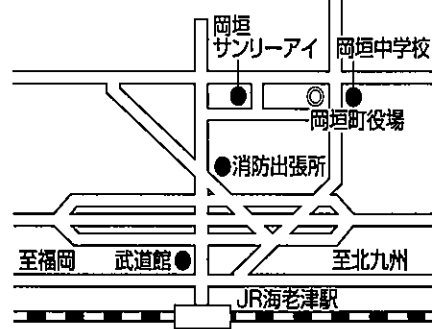 岡垣
サンリーアイ
岡垣中学校
岡垣町役場
消防出張所
至福岡
武道館
至北九州
JR海老津駅